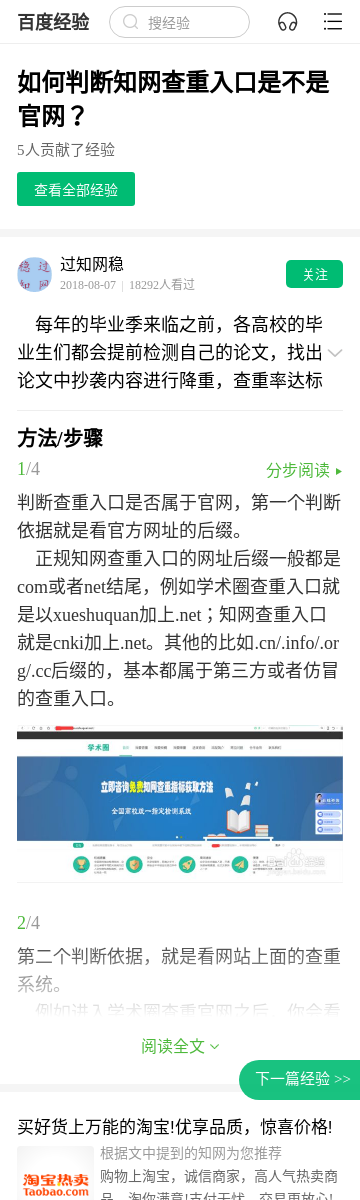 百度经验
搜经验
如何判断知网查重入口是不是
官网？
5人贡献了经验
查看全部经验
过知网稳
2018-08-07 | 18292人看过
关注
每年的毕业季来临之前，各高校的毕
业生们都会提前检测自己的论文，找出
论文中抄袭内容进行降重，查重率达标
方法/步骤
1/4
分步阅读
判断查重入口是否属于官网，第一个判断
依据就是看官方网址的后缀。
正规知网查重入口的网址后缀一般都是
com或者net结尾，例如学术圈查重入口就
是以xueshuquan加上.net；知网查重入口
就是cnki加上.net。其他的比如.cn/.info/.or
g/.cc后缀的，基本都属于第三方或者仿冒
的查重入口。
学术圈
立即咨询免费知网查重指标获取方法
全国高校统一指定检测系统
2/4
第二个判断依据，就是看网站上面的查重
系统。
例如进入学术圈查重官网之后，你会看
阅读全文
下一篇经验 >>
买好货上万能的淘宝!优享品质，惊喜价格!
淘宝热卖
Taobao.com
根据文中提到的知网为您推荐
购物上淘宝，诚信商家，高人气热卖商
品，淘你满意!支付无忧，交易更放心!